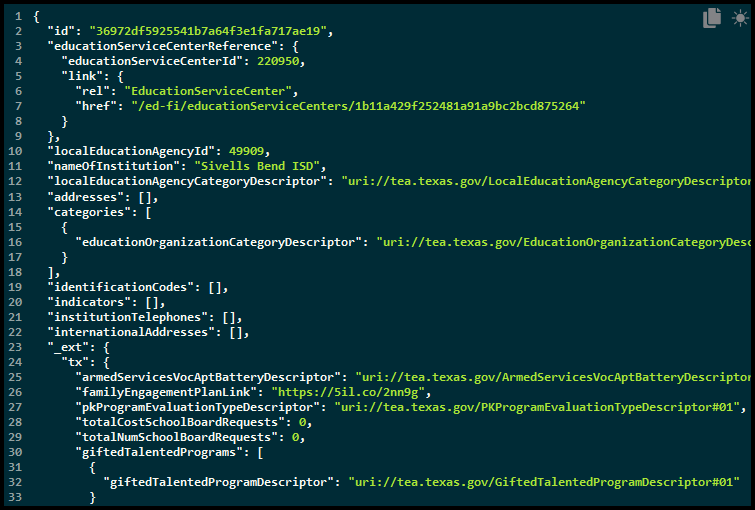 1 {
2 "id": "36972df5925541b7a64f3e1fa717ae19",
3 "educationServiceCenterReference": {
4 "educationServiceCenterId": 220950,
5 "link": {
6 "rel": "EducationServiceCenter",
7 "href": "/ed-fi/educationServiceCenters/1b11a429f252481a91a9bc2bcd875264"
8 }
9 },
10 "localEducationAgencyId": 49909,
11 "nameOfInstitution": "Sivells Bend ISD",
12 "localEducationAgencyCategoryDescriptor": "uri://tea.texas.gov/LocalEducationAgencyCategoryDescriptor
13 "addresses": [],
14 "categories": [
15 {
16 "educationOrganizationCategoryDescriptor": "uri://tea.texas.gov/EducationOrganizationCategoryDesc
17 }
18 ],
19 "identificationCodes": [],
20 "indicators": [],
21 "institutionTelephones": [],
22 "internationalAddresses": [],
23 "_ext": {
24 "tx": {
25 "armedServicesVocAptBatteryDescriptor": "uri://tea.texas.gov/ArmedServicesVocAptBatteryDescriptor
26 "familyEngagementPlanLink": "https://5il.co/2nn9g",
27 "pkProgramEvaluationTypeDescriptor": "uri://tea.texas.gov/PKProgramEvaluationTypeDescriptor#01",
28 "totalCostSchoolBoardRequests": 0,
29 "totalNumSchoolBoardRequests": 0,
30 "giftedTalentedPrograms": [
31 {
32 "giftedTalentedProgramDescriptor": "uri://tea.texas.gov/GiftedTalentedProgramDescriptor#01"
33 }